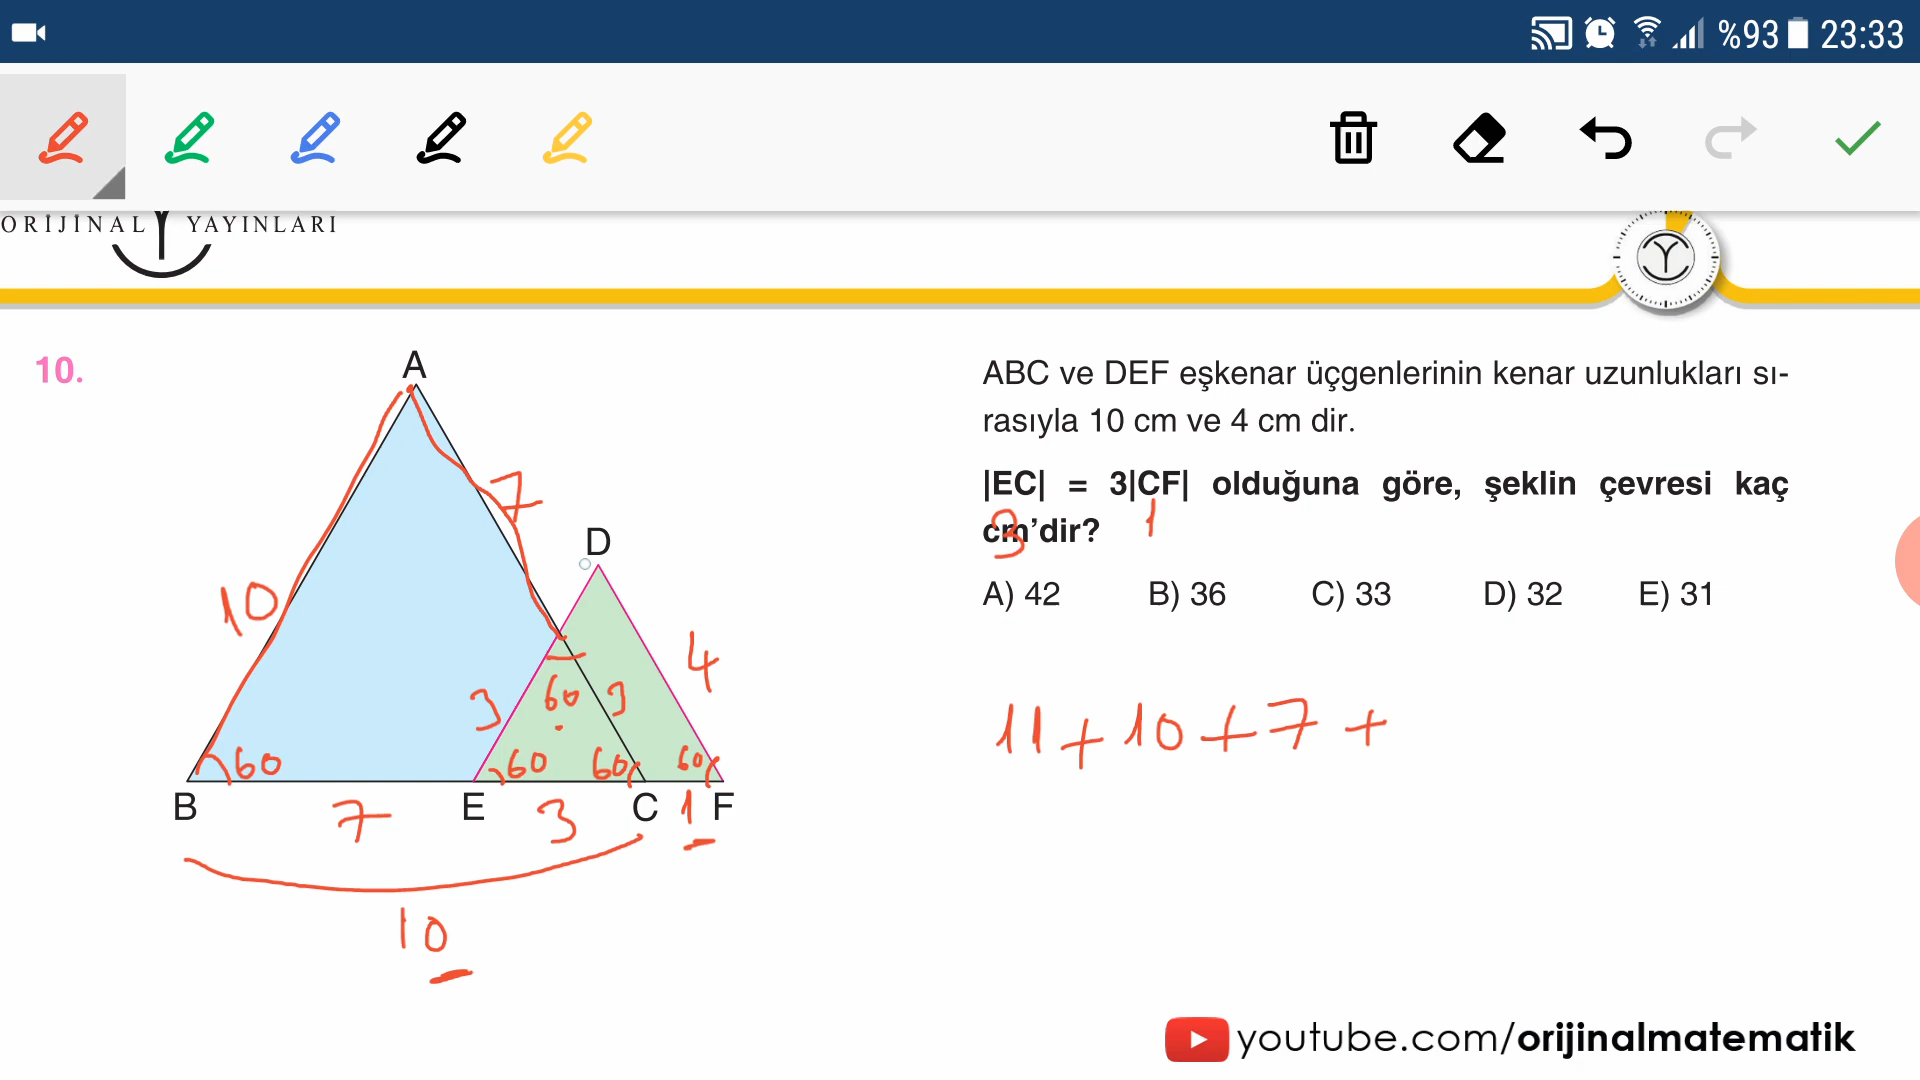 %93 23:33
ORİJİNAL YAYINLARI
10.
A
D
B E C F
10
7
4
3
60
3
60
60
60
60
7
3
1
10
ABC ve DEF eşkenar üçgenlerinin kenar uzunlukları sı-
rasıyla 10 cm ve 4 cm dir.
|EC| = 3|CF| olduğuna göre, şeklin çevresi kaç
cm'dir?
3 1
A) 42 B) 36 C) 33 D) 32 E) 31
11 + 10 + 7 +
youtube.com/orijinalmatematik